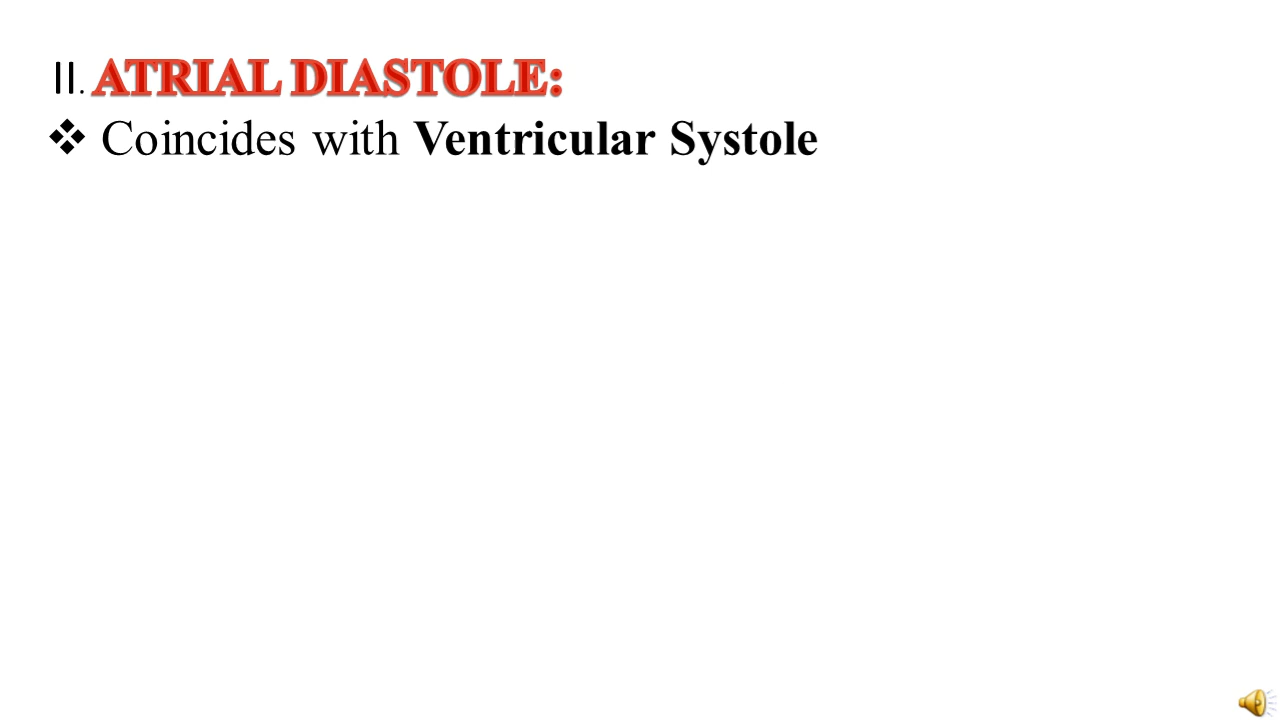 II. ATRIAL DIASTOLE:
❖ Coincides with Ventricular Systole